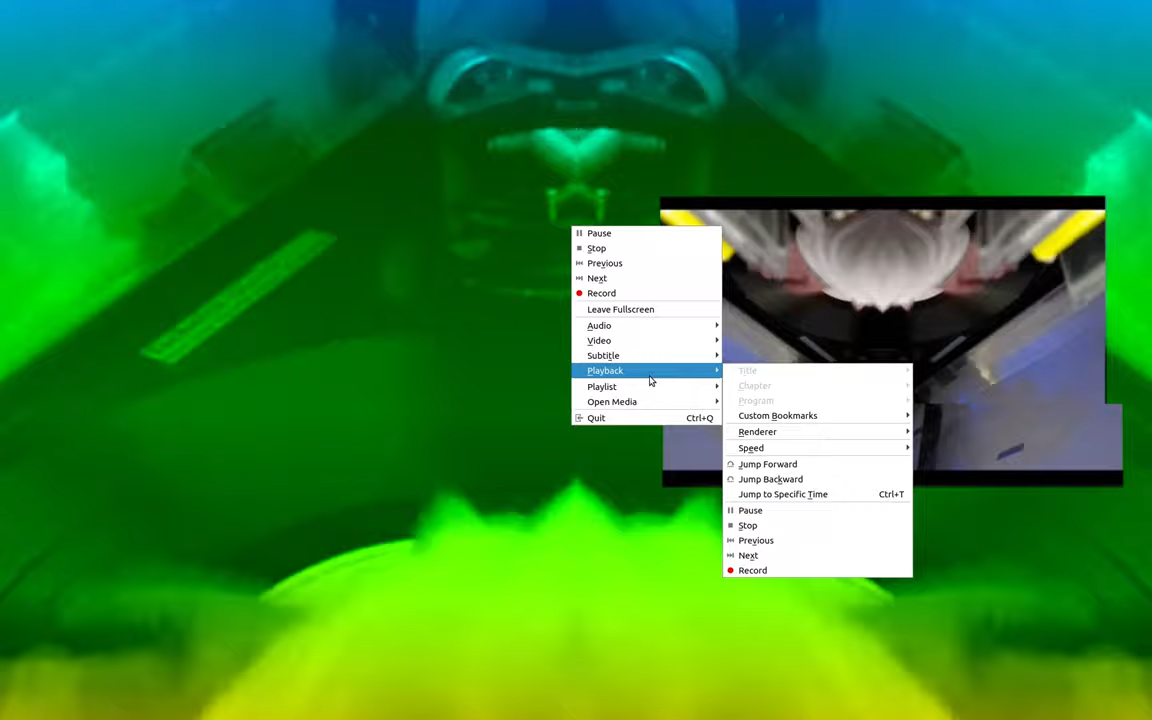 Pause
Stop
Previous
Next
Record
Leave Fullscreen
Audio
Video
Subtitle
Playback
Playlist
Open Media
Quit Ctrl+Q
Title
Chapter
Program
Custom Bookmarks
Renderer
Speed
Jump Forward
Jump Backward
Jump to Specific Time Ctrl+T
Pause
Stop
Previous
Next
Record